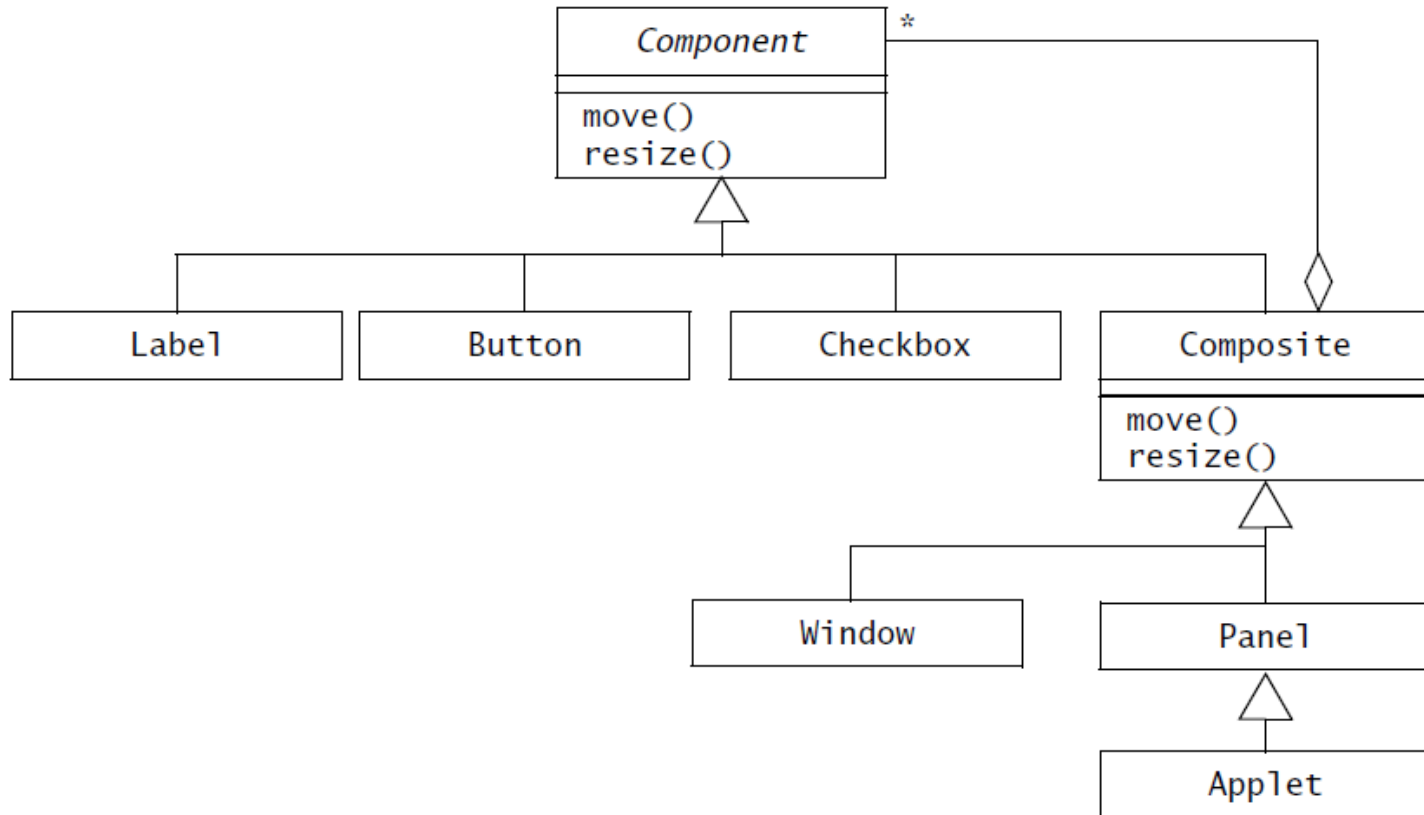 Component
*
move()
resize()
Label
Button
Checkbox
Composite
move()
resize()
Window
Panel
Applet